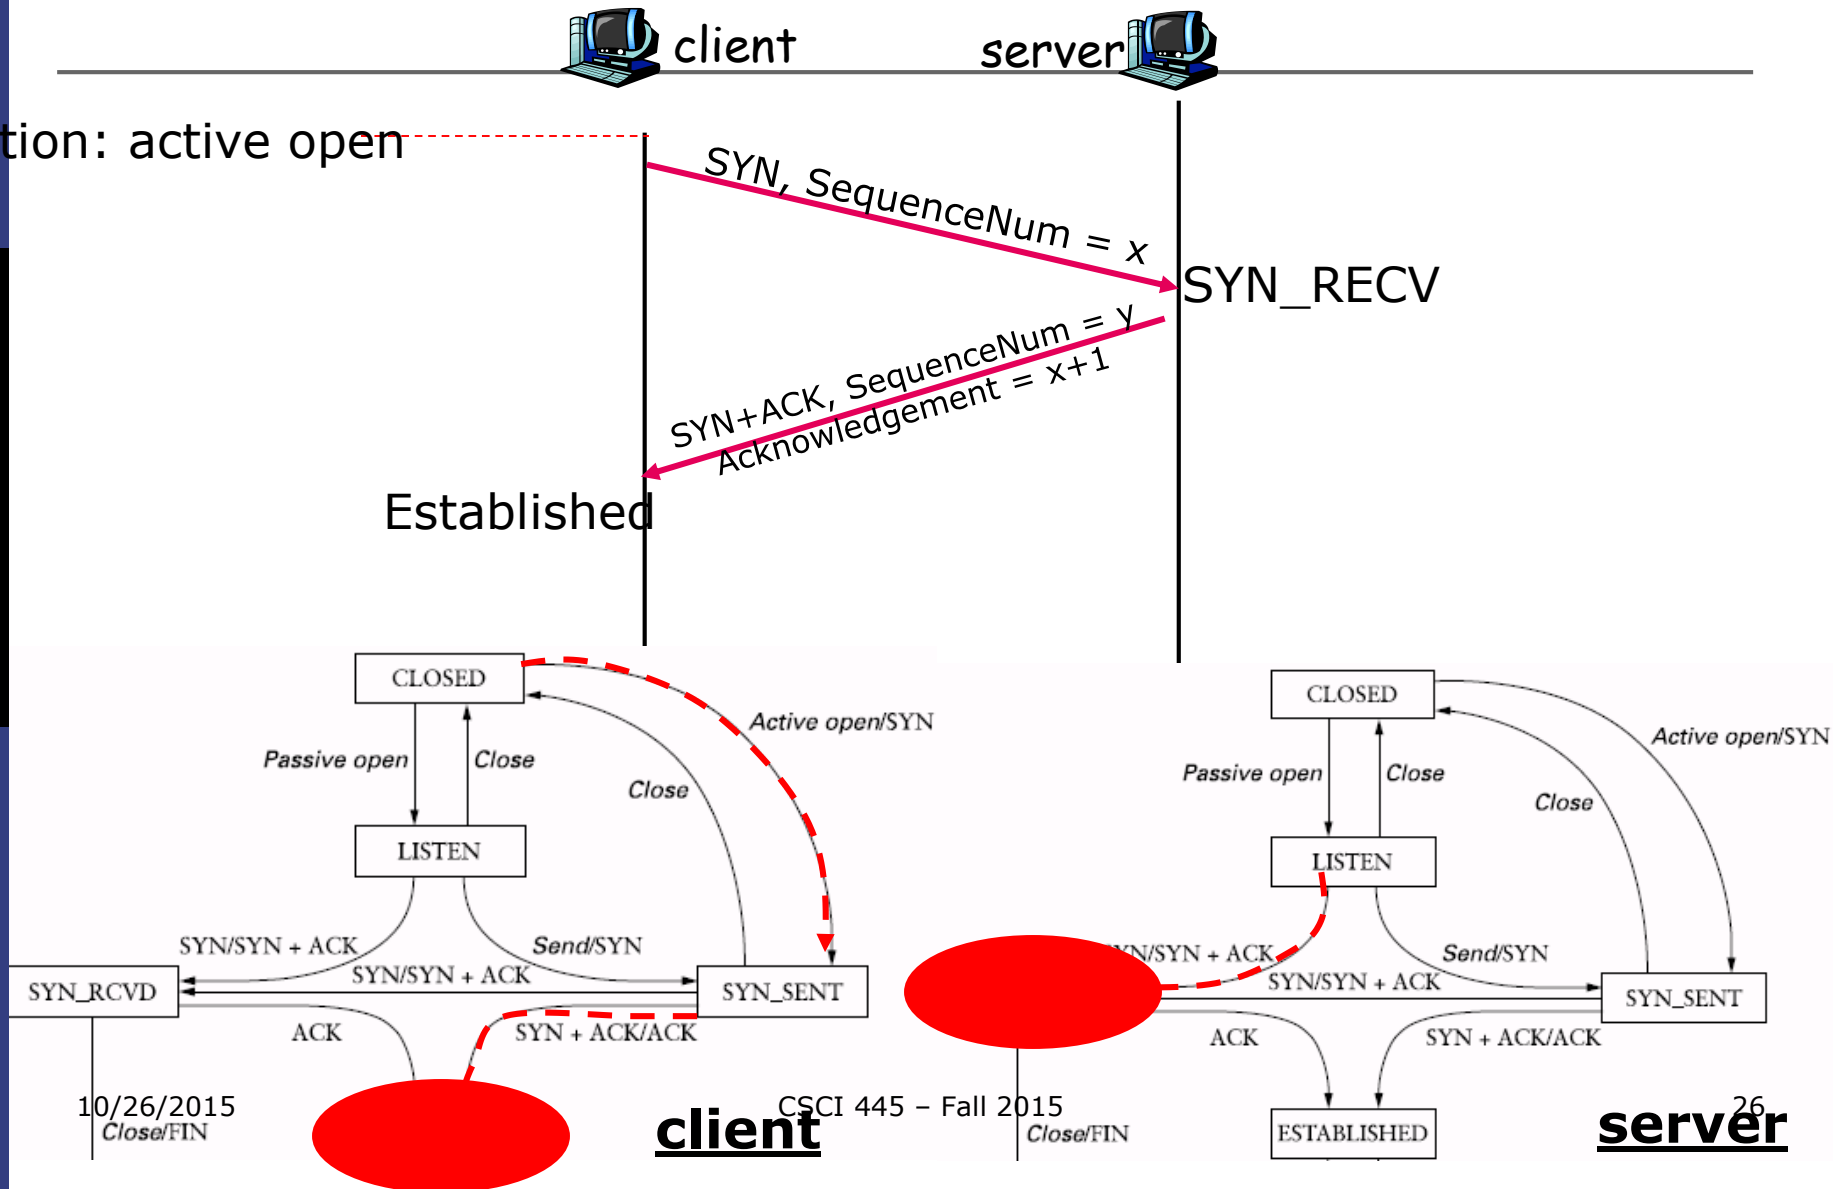 client
server
tion: active open
SYN, SequenceNum = x
SYN_RECV
SYN+ACK, SequenceNum = y
Acknowledgement = x+1
Established
CLOSED
Active open/SYN
Passive open
Close
Close
LISTEN
SYN/SYN + ACK
Send/SYN
SYN/SYN + ACK
SYN_RCVD
SYN_SENT
ACK
SYN + ACK/ACK
Close/FIN
client
CLOSED
Active open/SYN
Passive open
Close
Close
LISTEN
YN/SYN + ACK
Send/SYN
SYN/SYN + ACK
SYN_SENT
ACK
SYN + ACK/ACK
Close/FIN
ESTABLISHED
server
10/26/2015
CSCI 445 – Fall 2015
26